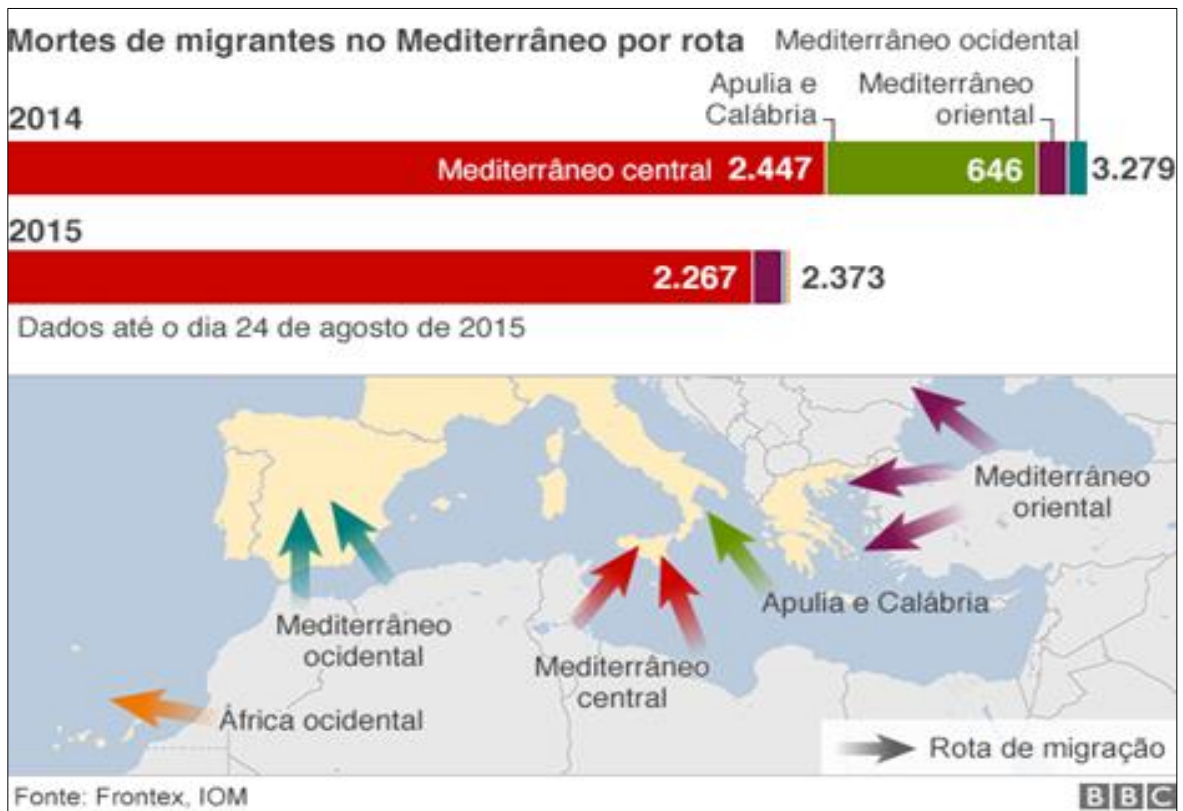 Mortes de migrantes no Mediterrâneo por rota
Mediterrâneo ocidental
Apulia e
Calábria
Mediterrâneo
oriental
2014
Mediterrâneo central 2.447
646
3.279
2015
2.267
2.373
Dados até o dia 24 de agosto de 2015
Mediterrâneo
oriental
Apulia e Calábria
Mediterrâneo
ocidental
Mediterrâneo
central
África ocidental
Rota de migração
Fonte: Frontex, IOM
BBC